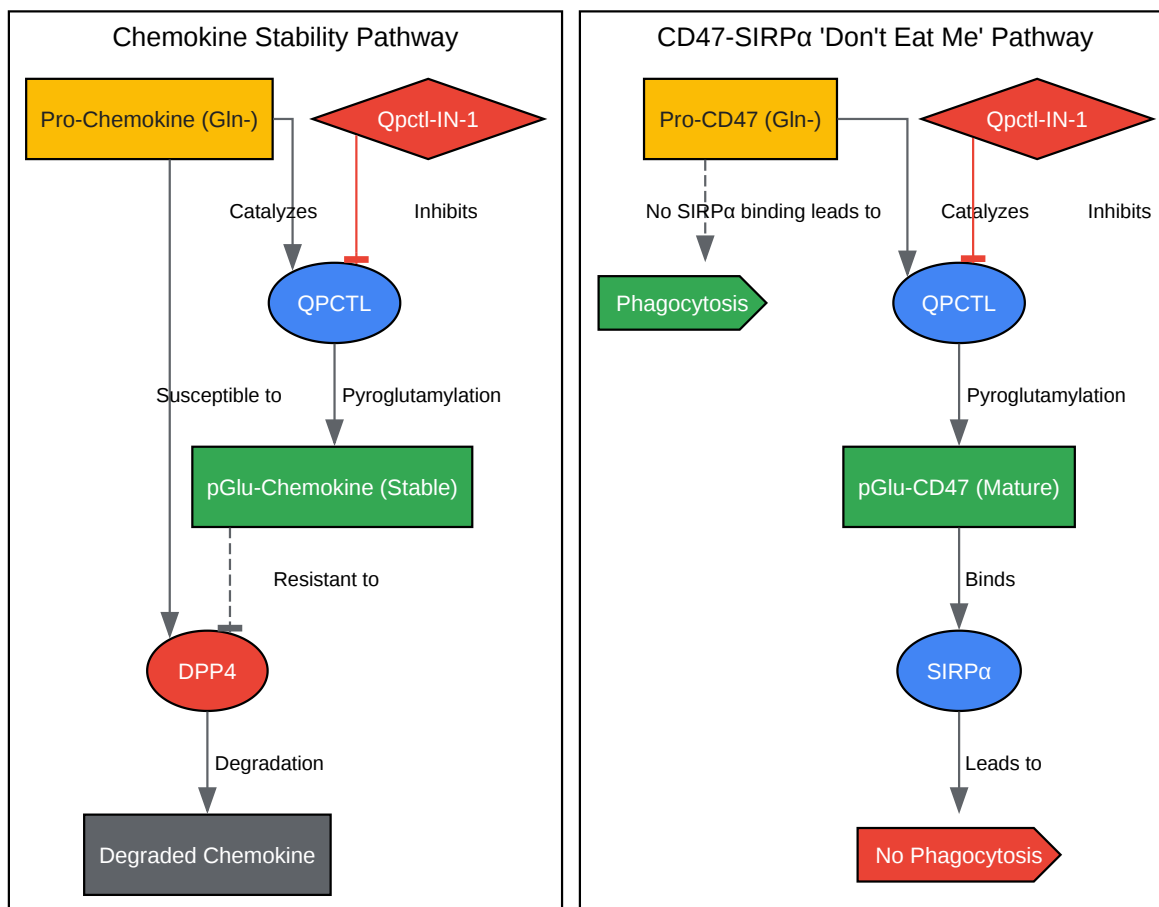 Chemokine Stability Pathway
Pro-Chemokine (Gln-)
Qpctl-IN-1
Catalyzes
Inhibits
QPCTL
Susceptible to
Pyroglutamylation
pGlu-Chemokine (Stable)
Resistant to
DPP4
Degradation
Degraded Chemokine
CD47-SIRPα 'Don't Eat Me' Pathway
Pro-CD47 (Gln-)
Qpctl-IN-1
No SIRPα binding leads to
Catalyzes
Inhibits
Phagocytosis
QPCTL
Pyroglutamylation
pGlu-CD47 (Mature)
Binds
SIRPα
Leads to
No Phagocytosis